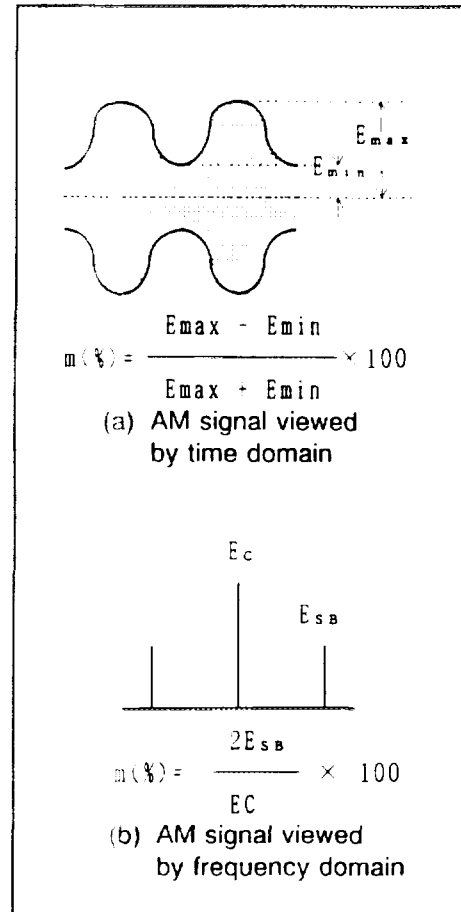 Emax
Emin
Emax - Emin
m(%)= × 100
Emax + Emin
(a) AM signal viewed
by time domain
EC
ESB
2ESB
m(%)= × 100
EC
(b) AM signal viewed
by frequency domain